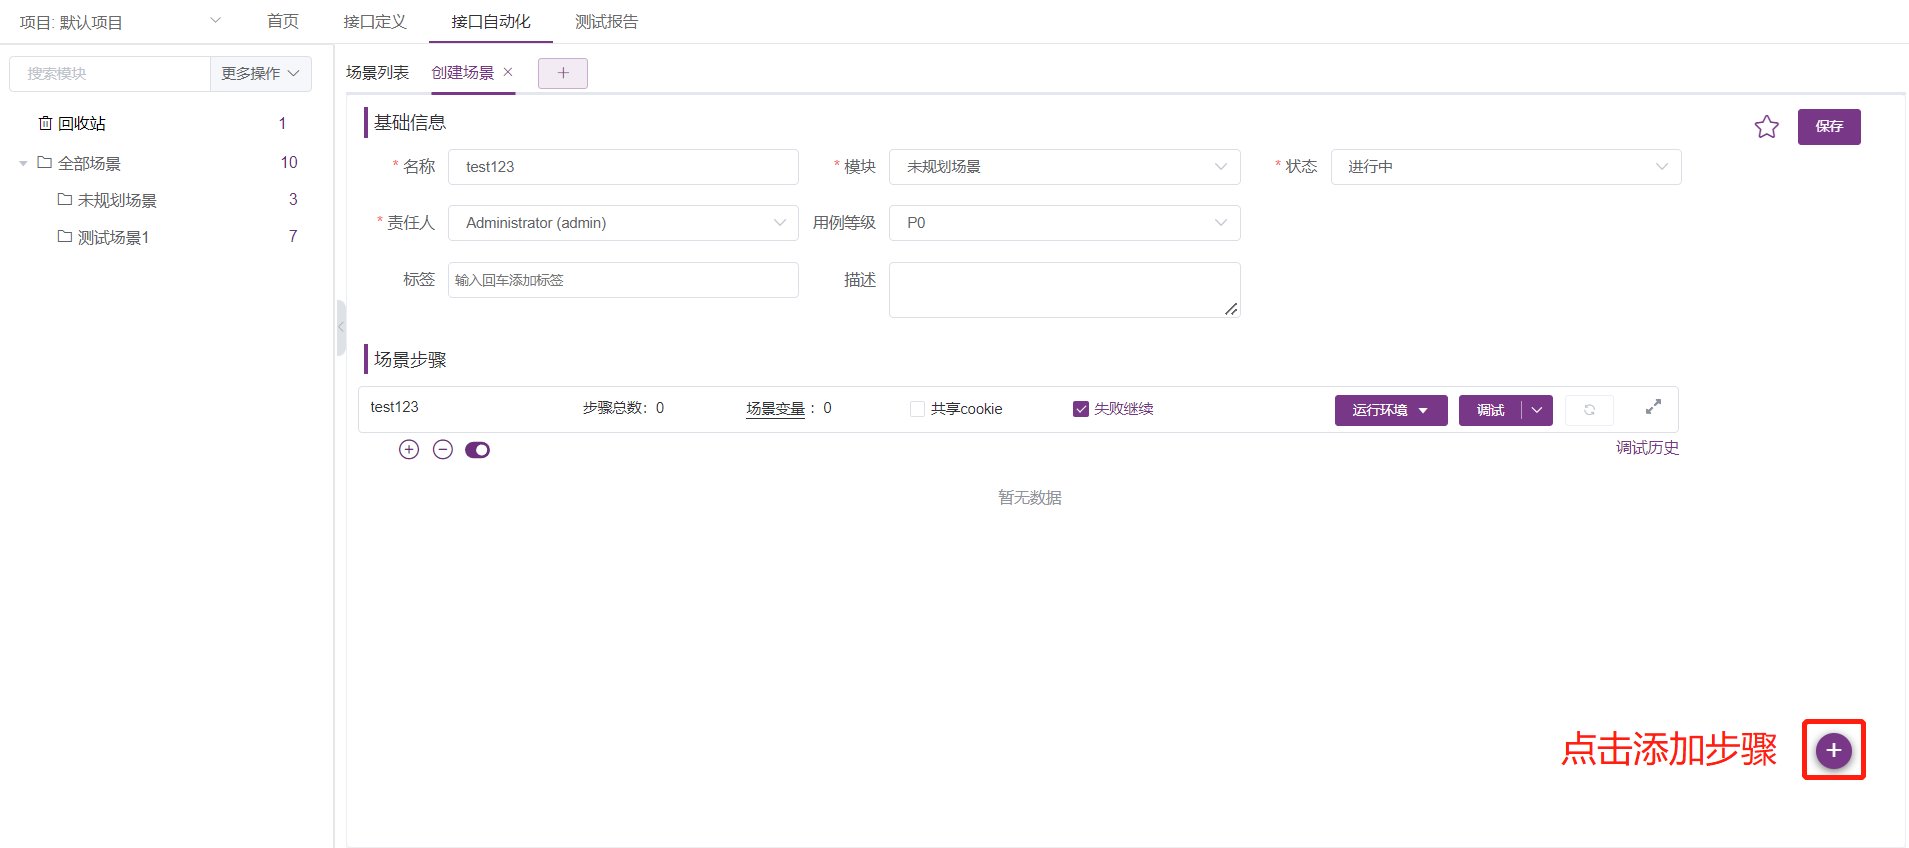 项目: 默认项目 首页 接口定义 接口自动化 测试报告
搜索模块 更多操作
回收站 1
全部场景 10
未规划场景 3
测试场景1 7
场景列表 创建场景
基础信息
保存
* 名称 test123 * 模块 未规划场景 * 状态 进行中
* 责任人 Administrator (admin) 用例等级 P0
标签 输入回车添加标签 描述
场景步骤
test123 步骤总数：0 场景变量 ：0 共享cookie 失败继续 运行环境 调试
调试历史
暂无数据
点击添加步骤